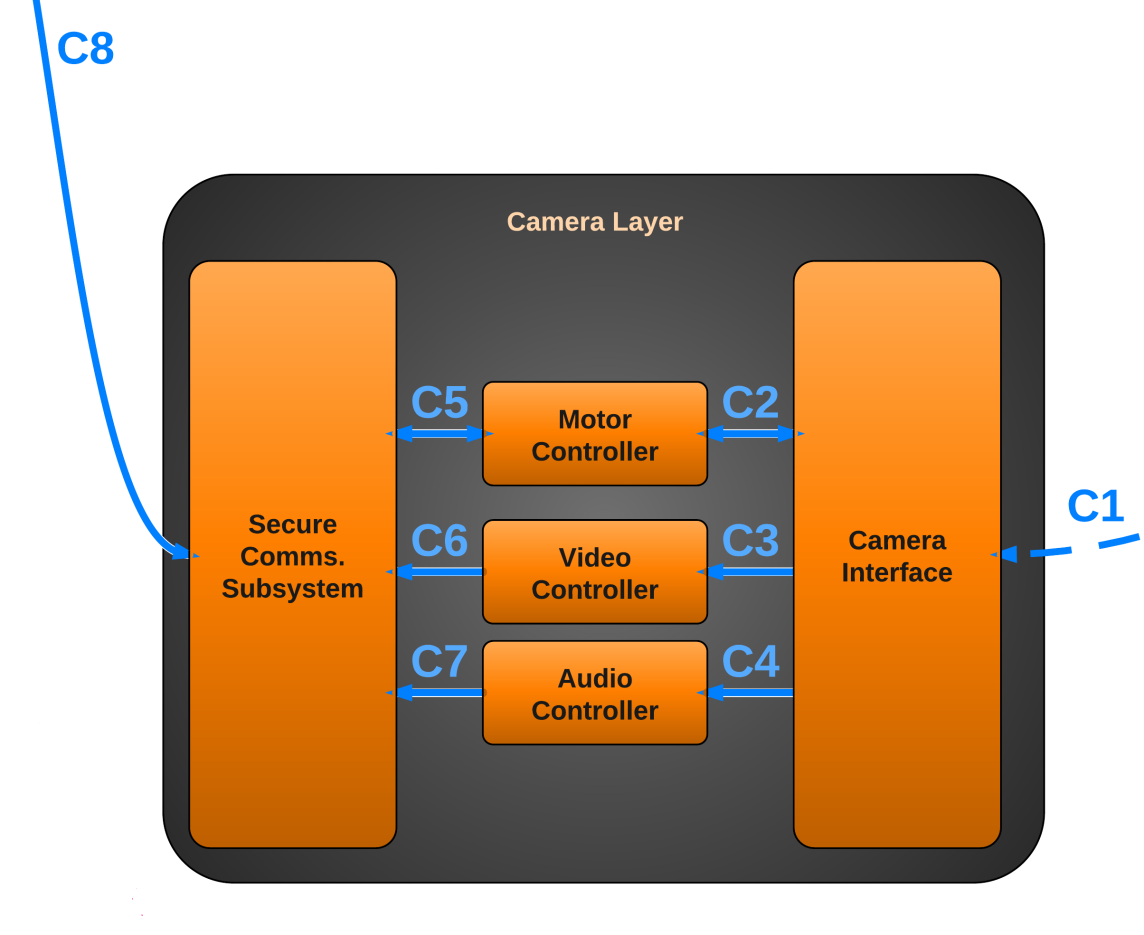 C8
Camera Layer
C5
Motor
Controller
C2
Secure
Comms.
Subsystem
C6
Video
Controller
C3
Camera
Interface
C1
C7
Audio
Controller
C4